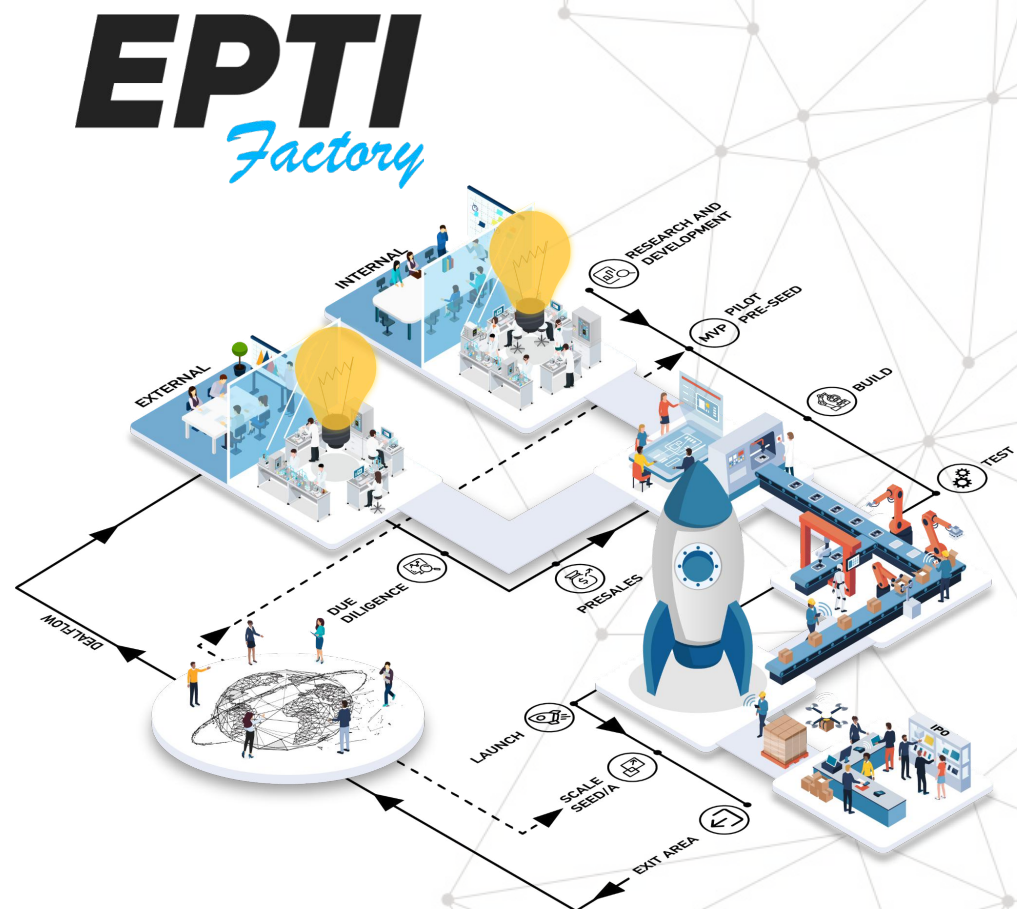 EPTI
Factory
INTERNAL
RESEARCH AND
DEVELOPMENT
MVP
PILOT
PRE-SEED
EXTERNAL
BUILD
TEST
DUE
DILIGENCE
PRESALES
DEALFLOW
IPO
LAUNCH
SCALE
SEED/A
EXIT AREA